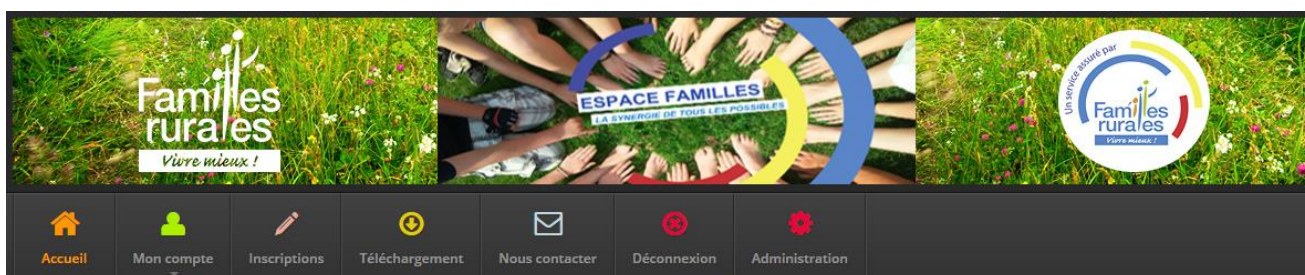 Familles
rurales
Vivre mieux !
ESPACE FAMILLES
LA SYNERGIE DE TOUS LES POSSIBLES
Un service assuré par
Familles
rurales
Vivre mieux !
Accueil
Mon compte
Inscriptions
Téléchargement
Nous contacter
Déconnexion
Administration